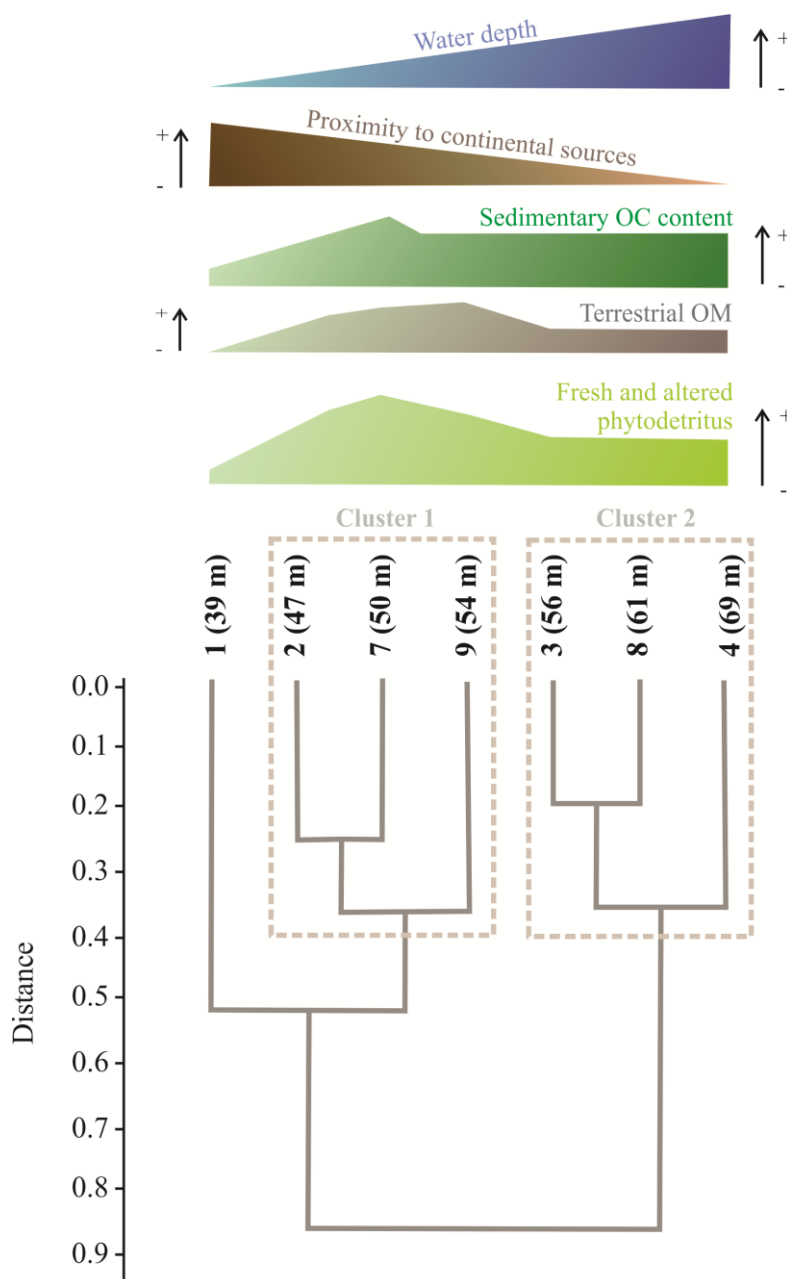 Water depth
+
-
Proximity to continental sources
+
-
Sedimentary OC content
+
-
Terrestrial OM
+
-
Fresh and altered
phytodetritus
+
-
Cluster 1
Cluster 2
1 (39 m)
2 (47 m)
7 (50 m)
9 (54 m)
3 (56 m)
8 (61 m)
4 (69 m)
0.0
0.1
0.2
0.3
0.4
0.5
0.6
0.7
0.8
0.9
Distance